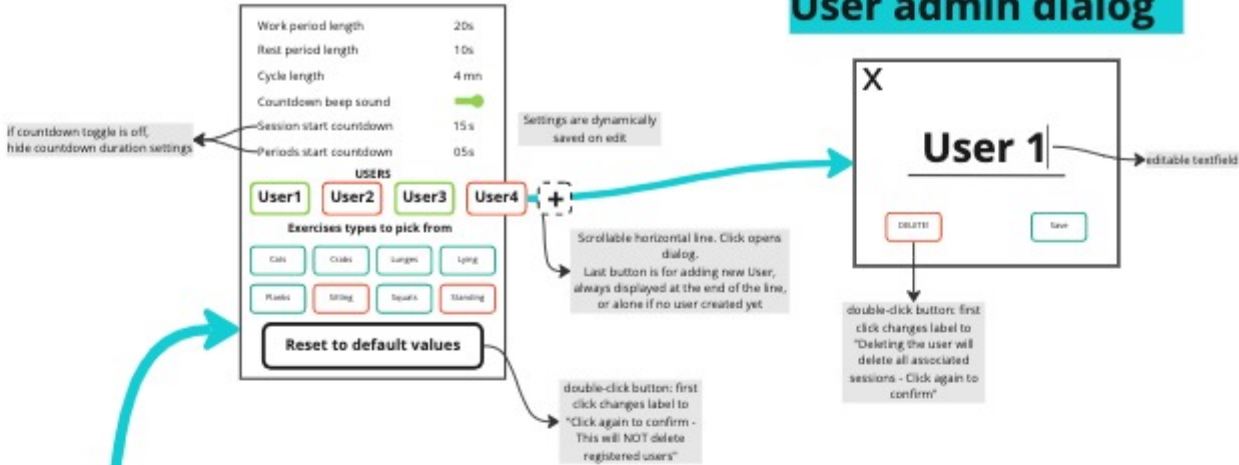 User admin dialog
Work period length 20s
Rest period length 10s
Cycle length 4 mn
Countdown beep sound
Session start countdown 15 s
Periods start countdown 05s
if countdown toggle is off,
hide countdown duration settings
Settings are dynamically
saved on edit
USERS
User1 User2 User3 User4 +
Exercises types to pick from
Cats Crabs Lunges Lying
Planks Sitting Squats Standing
Reset to default values
Scrollable horizontal line. Click opens
dialog.
Last button is for adding new User,
always displayed at the end of the line,
or alone if no user created yet
double-click button: first
click changes label to
"Click again to confirm -
This will NOT delete
registered users"
X
User 1
editable textfield
DELETE! Save
double-click button: first
click changes label to
"Deleting the user will
delete all associated
sessions - Click again to
confirm"